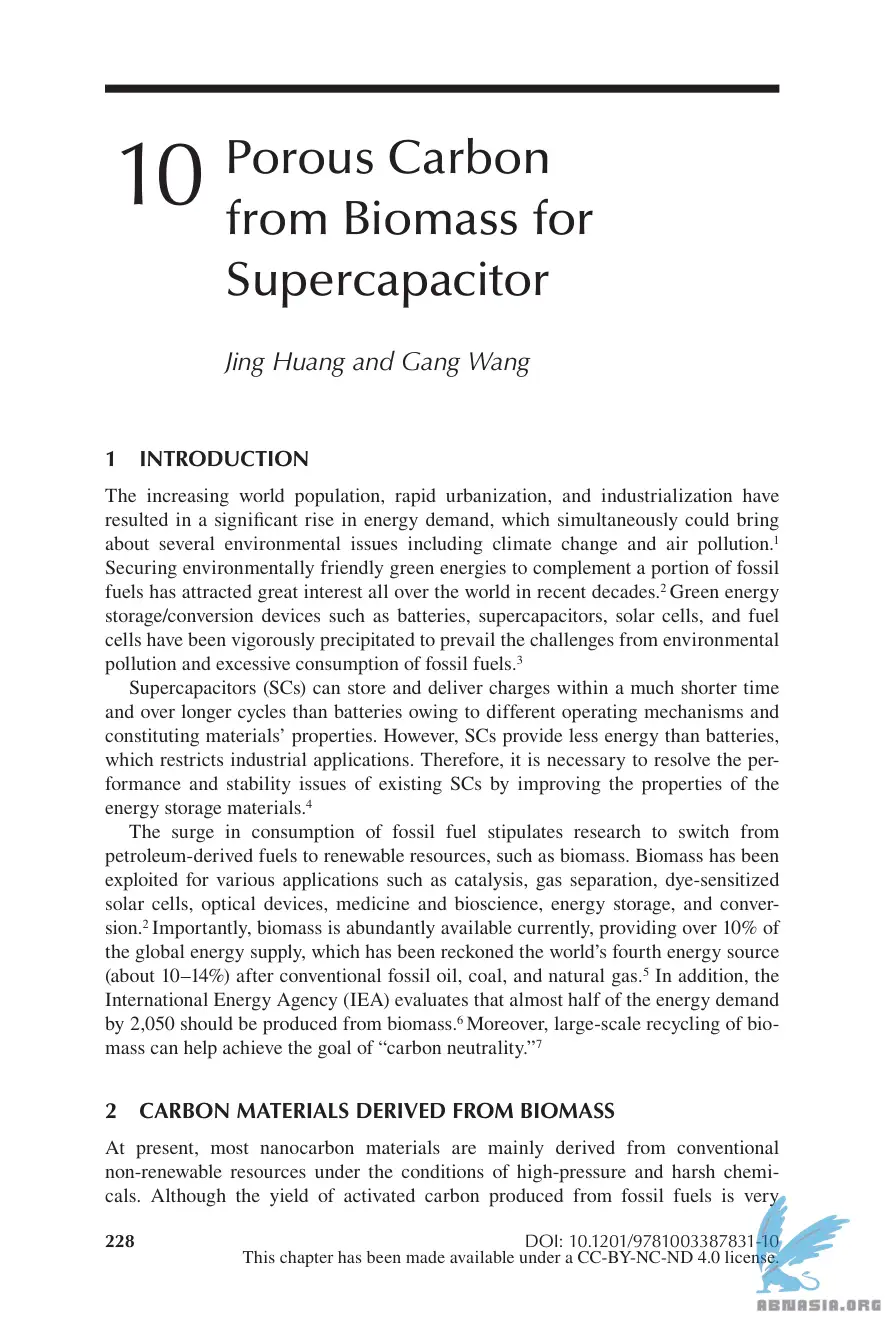 10 Porous Carbon
from Biomass for
Supercapacitor
Jing Huang and Gang Wang
1 INTRODUCTION
The increasing world population, rapid urbanization, and industrialization have
resulted in a significant rise in energy demand, which simultaneously could bring
about several environmental issues including climate change and air pollution.¹
Securing environmentally friendly green energies to complement a portion of fossil
fuels has attracted great interest all over the world in recent decades.² Green energy
storage/conversion devices such as batteries, supercapacitors, solar cells, and fuel
cells have been vigorously precipitated to prevail the challenges from environmental
pollution and excessive consumption of fossil fuels.³
Supercapacitors (SCs) can store and deliver charges within a much shorter time
and over longer cycles than batteries owing to different operating mechanisms and
constituting materials’ properties. However, SCs provide less energy than batteries,
which restricts industrial applications. Therefore, it is necessary to resolve the per-
formance and stability issues of existing SCs by improving the properties of the
energy storage materials.⁴
The surge in consumption of fossil fuel stipulates research to switch from
petroleum-derived fuels to renewable resources, such as biomass. Biomass has been
exploited for various applications such as catalysis, gas separation, dye-sensitized
solar cells, optical devices, medicine and bioscience, energy storage, and conver-
sion.² Importantly, biomass is abundantly available currently, providing over 10% of
the global energy supply, which has been reckoned the world’s fourth energy source
(about 10–14%) after conventional fossil oil, coal, and natural gas.⁵ In addition, the
International Energy Agency (IEA) evaluates that almost half of the energy demand
by 2,050 should be produced from biomass.⁶ Moreover, large-scale recycling of bio-
mass can help achieve the goal of “carbon neutrality.”⁷
2 CARBON MATERIALS DERIVED FROM BIOMASS
At present, most nanocarbon materials are mainly derived from conventional
non-renewable resources under the conditions of high-pressure and harsh chemi-
cals. Although the yield of activated carbon produced from fossil fuels is very
228 DOI: 10.1201/9781003387831-10
This chapter has been made available under a CC-BY-NC-ND 4.0 license.
ABNASIA.ORG